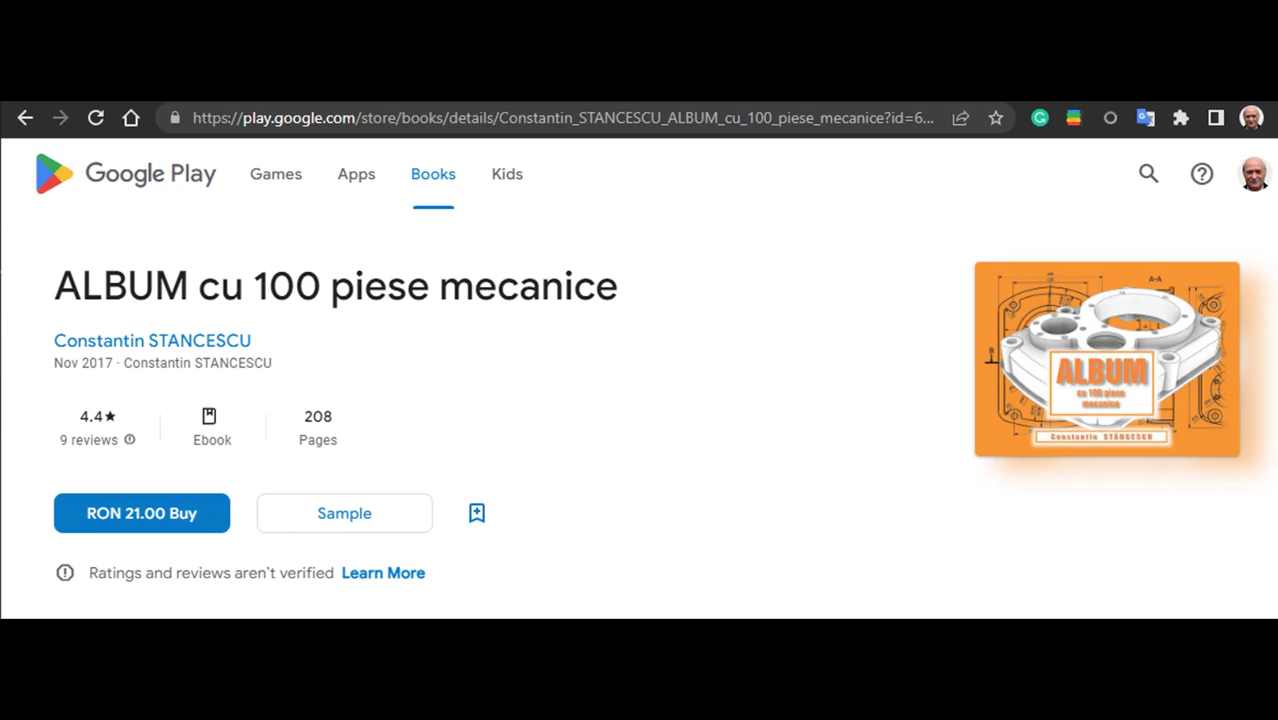 https://play.google.com/store/books/details/Constantin_STANCESCU_ALBUM_cu_100_piese_mecanice?id=6...
Google Play Games Apps Books Kids
ALBUM cu 100 piese mecanice
Constantin STANCESCU
Nov 2017 · Constantin STANCESCU
4.4★ 208
9 reviews Ebook Pages
RON 21.00 Buy Sample
Ratings and reviews aren't verified Learn More
A-A
ALBUM
cu 100 piese
mecanice
Constantin STĂNCESCU